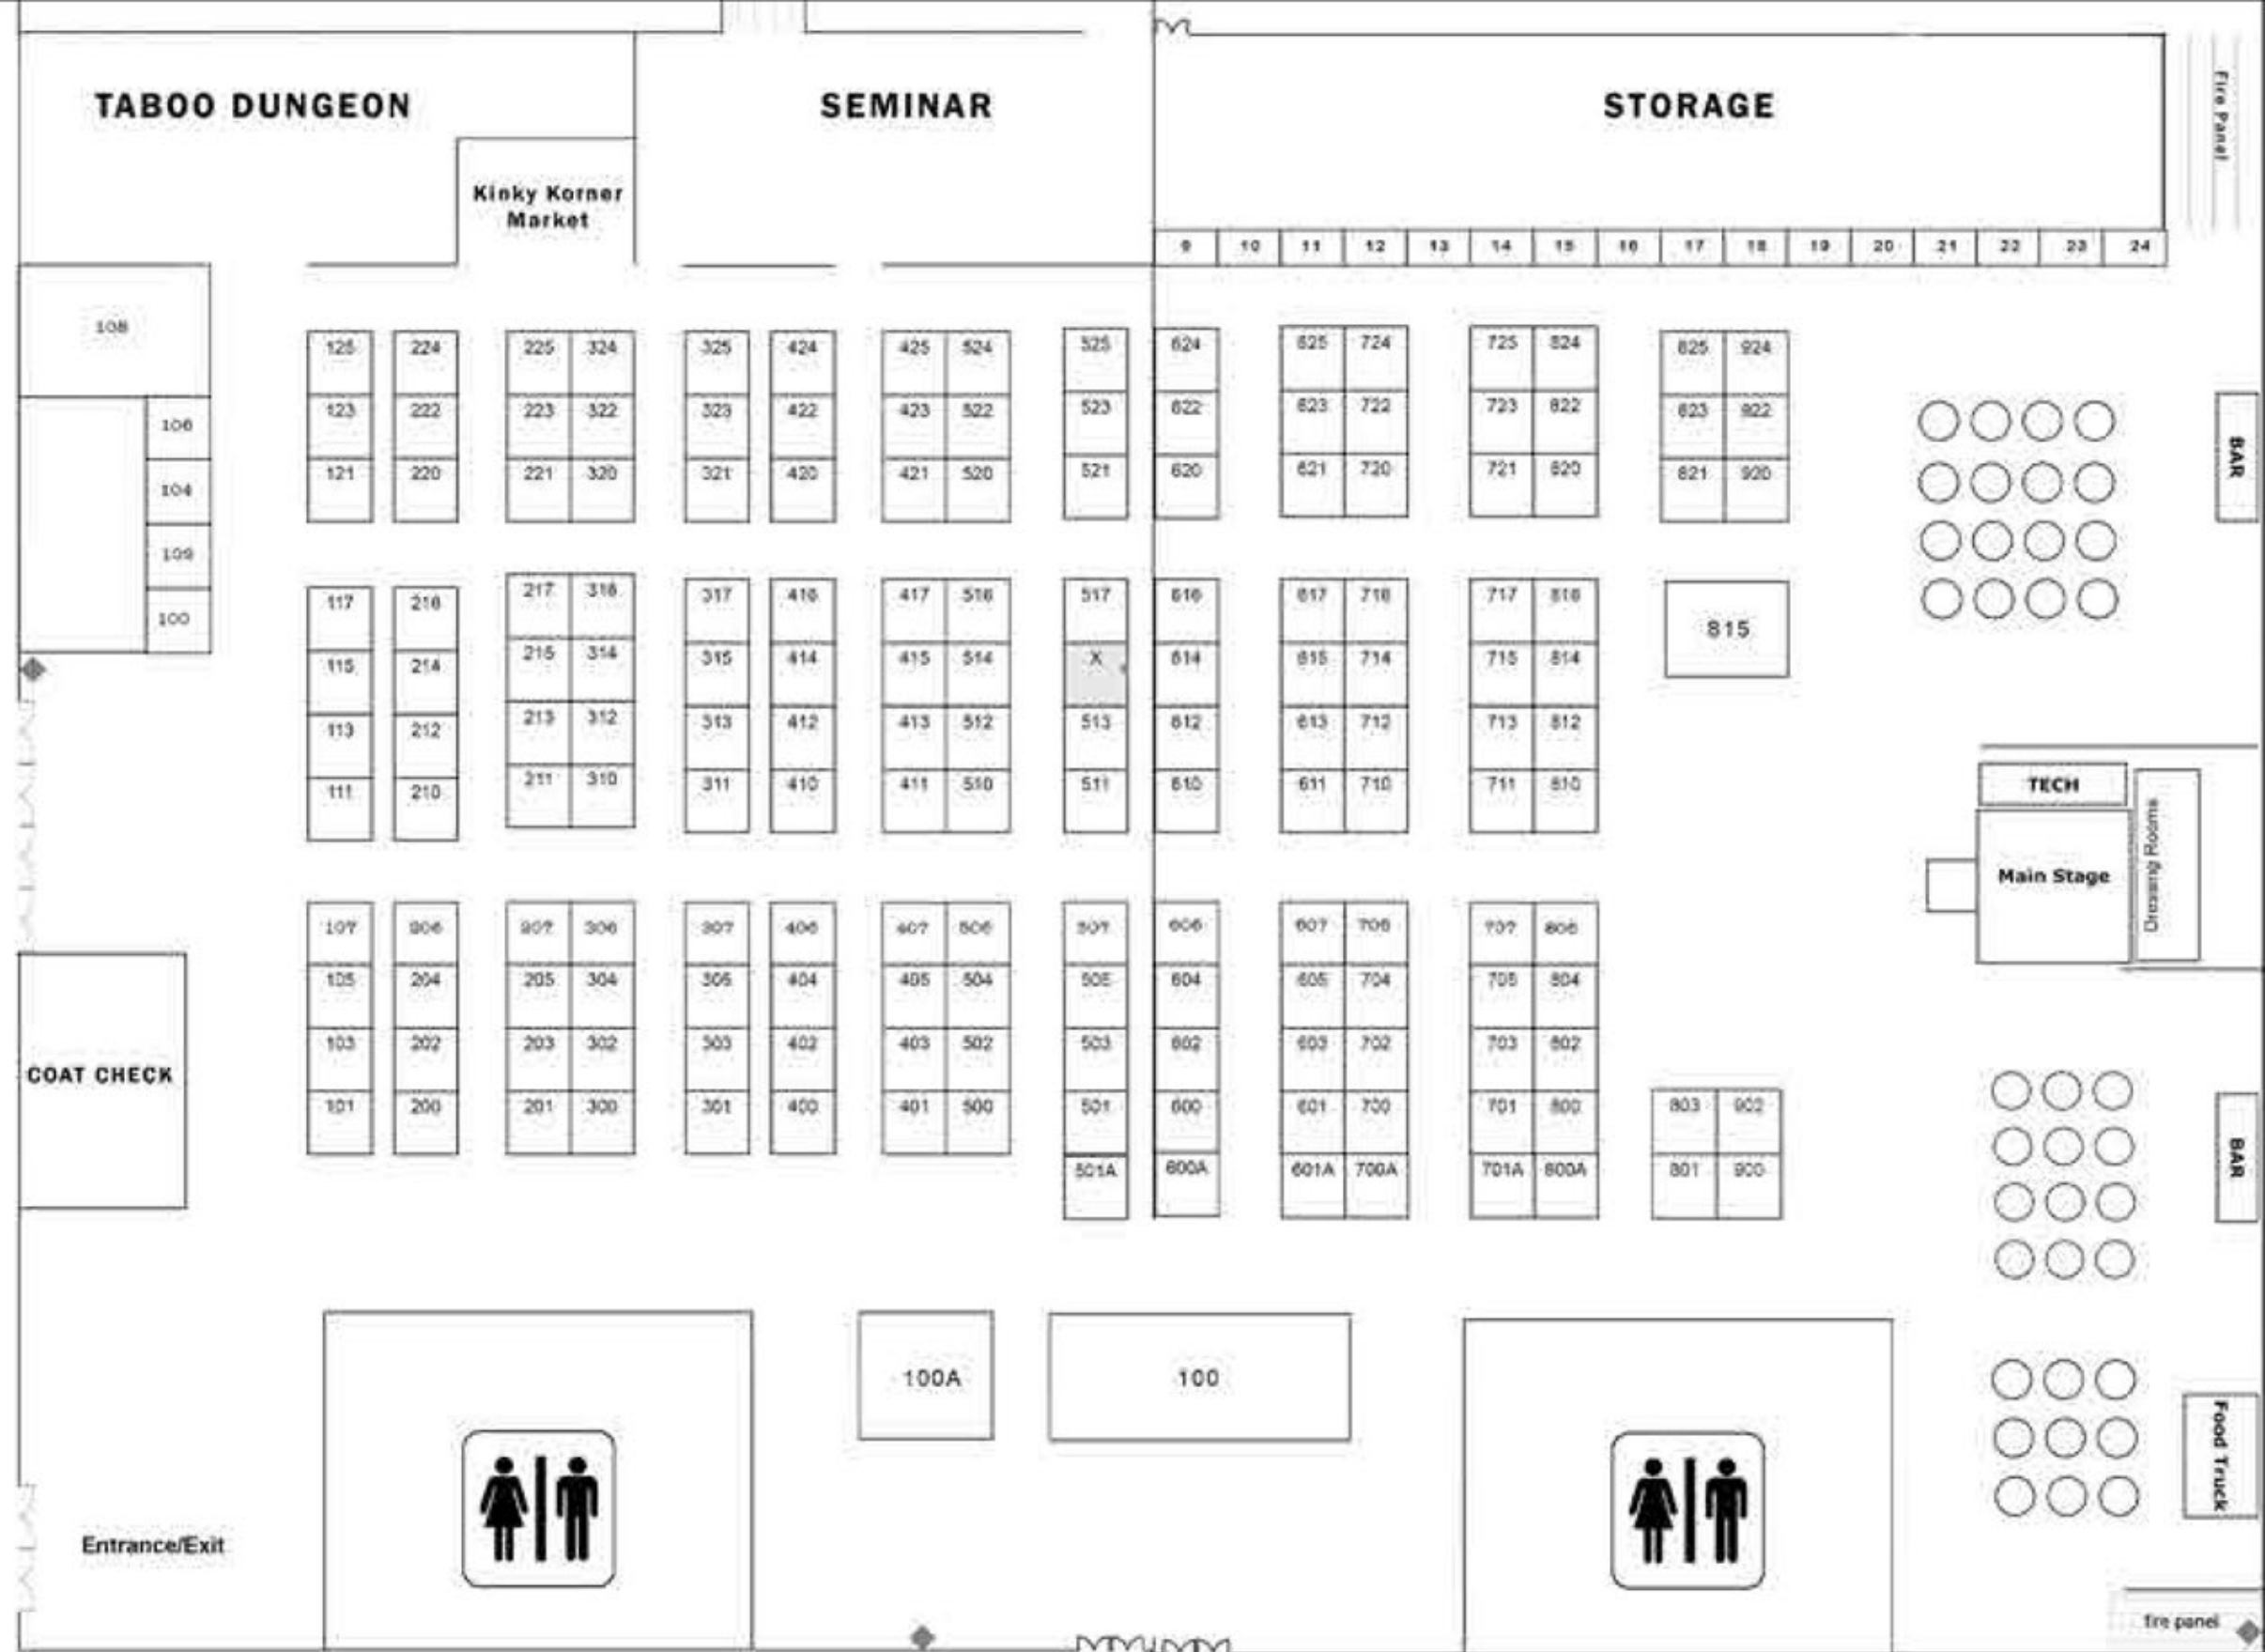 TABOO DUNGEON
SEMINAR
STORAGE
Fire Panel
Kinky Korner
Market
9 10 11 12 13 14 15 16 17 18 19 20 21 22 23 24
108
125 224 225 324 325 424 425 524 525 624 625 724 725 824 825 924
123 222 223 322 323 422 423 522 523 622 623 722 723 822 823 922
106
BAR
121 220 221 320 321 420 421 520 521 620 621 720 721 820 821 920
104
109
100
117 216 217 316 317 416 417 516 517 616 617 716 717 816
815
115 214 215 314 315 414 415 514 X 614 615 714 715 814
113 212 213 312 313 412 413 512 513 612 613 712 713 812
111 210 211 310 311 410 411 510 511 610 611 710 711 810
TECH
Main Stage
Dressing Rooms
107 206 207 306 307 406 407 506 507 606 607 706 707 806
105 204 205 304 305 404 405 504 505 604 605 704 705 804
103 202 203 302 303 402 403 502 503 602 603 702 703 802
COAT CHECK
101 200 201 300 301 400 401 500 501 600 601 700 701 800 803 902
501A 600A 601A 700A 701A 800A 801 900
BAR
100A
100
Food Truck
Entrance/Exit
fire panel